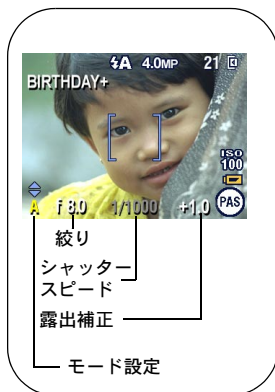 ⚡A 4.0MP 21
BIRTHDAY+
ISO
100
A f 8.0 1/1000 +1.0 PAS
絞り
シャッター
スピード
露出補正
モード設定